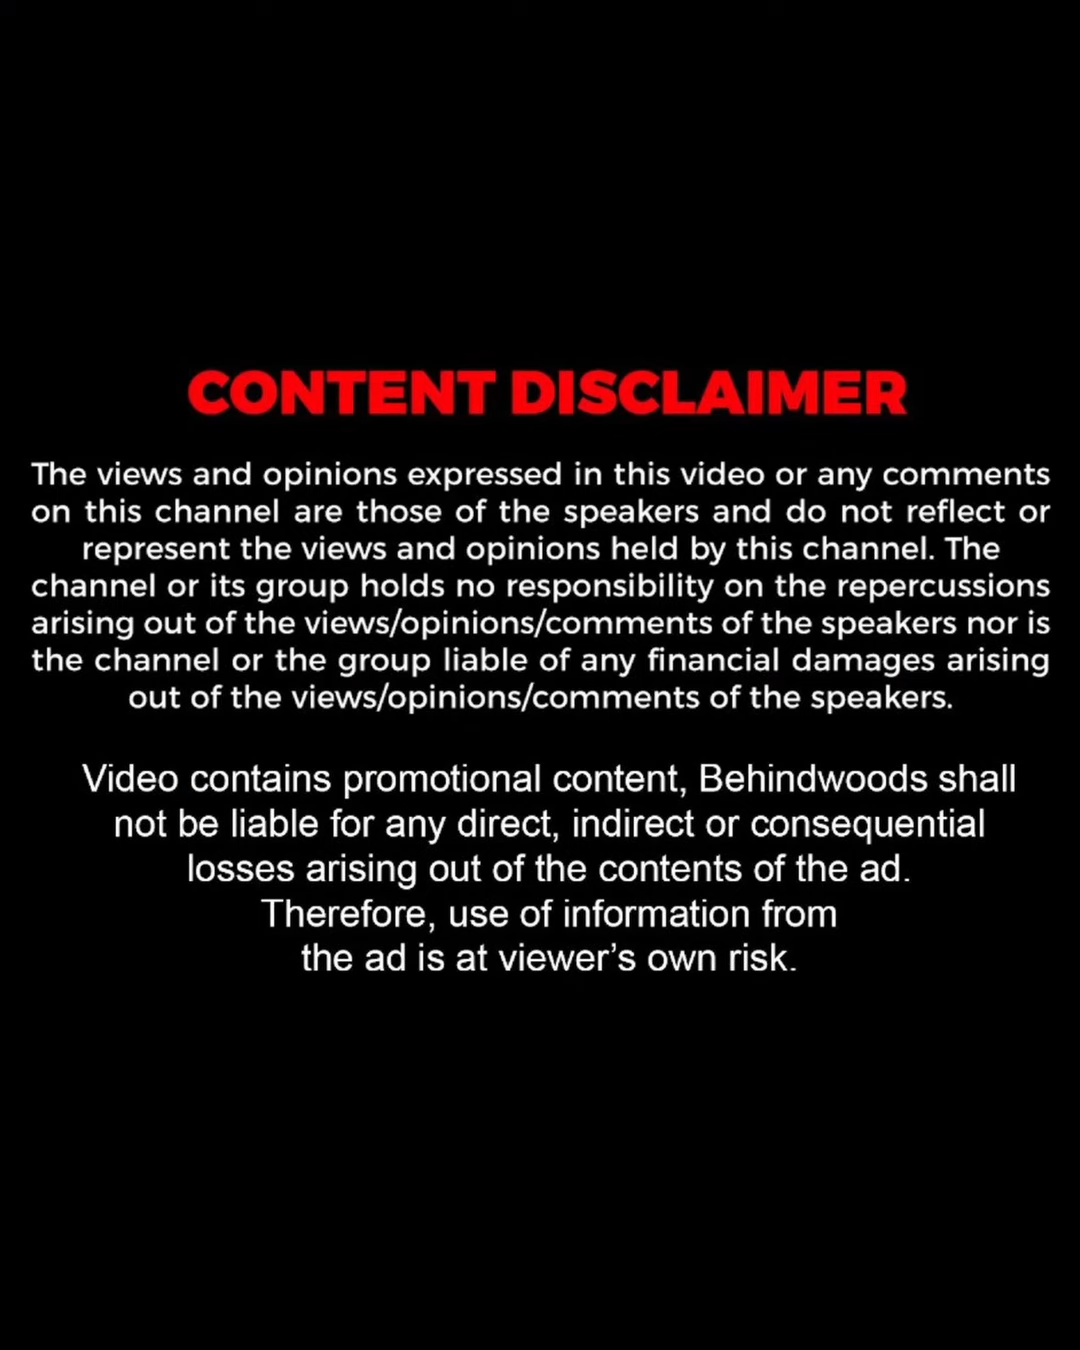 CONTENT DISCLAIMER
The views and opinions expressed in this video or any comments
on this channel are those of the speakers and do not reflect or
represent the views and opinions held by this channel. The
channel or its group holds no responsibility on the repercussions
arising out of the views/opinions/comments of the speakers nor is
the channel or the group liable of any financial damages arising
out of the views/opinions/comments of the speakers.
Video contains promotional content, Behindwoods shall
not be liable for any direct, indirect or consequential
losses arising out of the contents of the ad.
Therefore, use of information from
the ad is at viewer’s own risk.